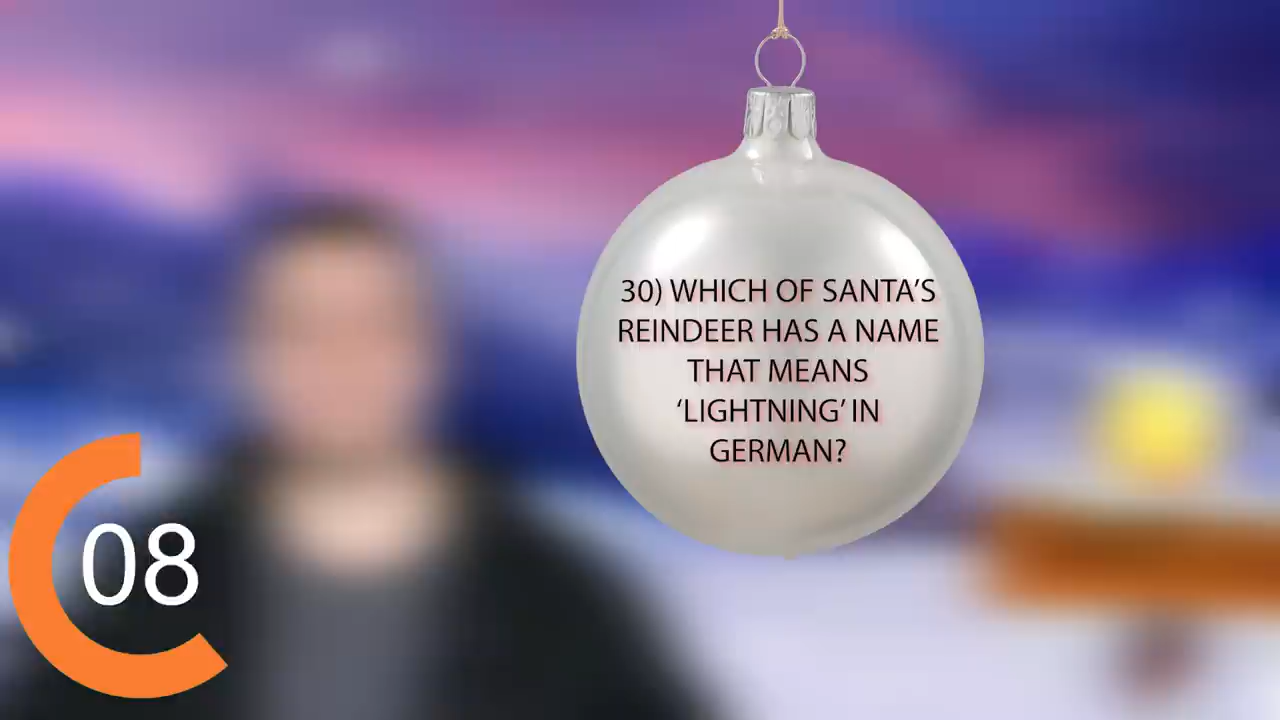 30) WHICH OF SANTA'S
REINDEER HAS A NAME
THAT MEANS
‘LIGHTNING’ IN
GERMAN?
08